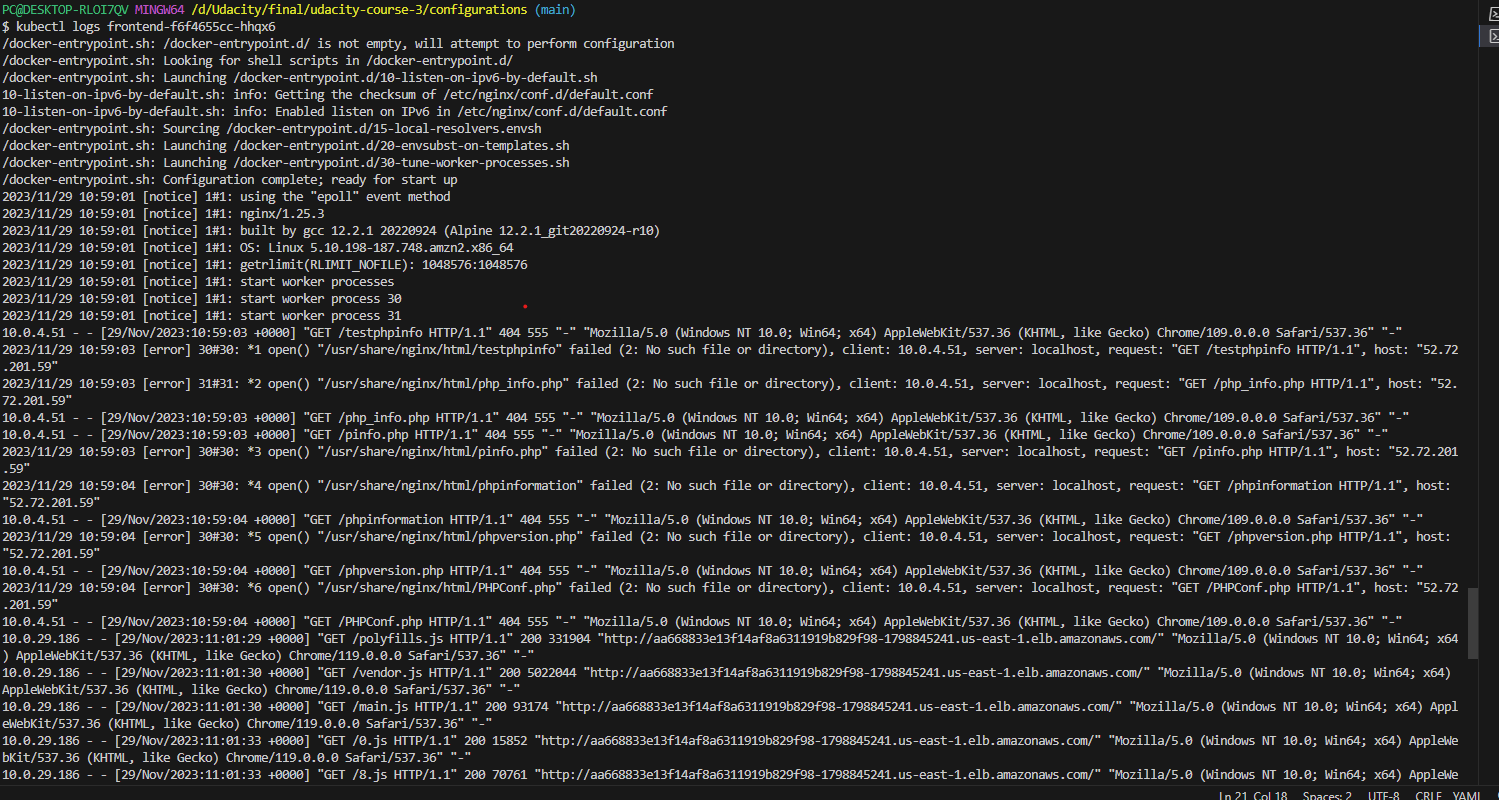 PC@DESKTOP-RLOI7QV MINGW64 /d/Udacity/final/udacity-course-3/configurations (main)
$ kubectl logs frontend-f6f4655cc-hhqx6
/docker-entrypoint.sh: /docker-entrypoint.d/ is not empty, will attempt to perform configuration
/docker-entrypoint.sh: Looking for shell scripts in /docker-entrypoint.d/
/docker-entrypoint.sh: Launching /docker-entrypoint.d/10-listen-on-ipv6-by-default.sh
10-listen-on-ipv6-by-default.sh: info: Getting the checksum of /etc/nginx/conf.d/default.conf
10-listen-on-ipv6-by-default.sh: info: Enabled listen on IPv6 in /etc/nginx/conf.d/default.conf
/docker-entrypoint.sh: Sourcing /docker-entrypoint.d/15-local-resolvers.envsh
/docker-entrypoint.sh: Launching /docker-entrypoint.d/20-envsubst-on-templates.sh
/docker-entrypoint.sh: Launching /docker-entrypoint.d/30-tune-worker-processes.sh
/docker-entrypoint.sh: Configuration complete; ready for start up
2023/11/29 10:59:01 [notice] 1#1: using the "epoll" event method
2023/11/29 10:59:01 [notice] 1#1: nginx/1.25.3
2023/11/29 10:59:01 [notice] 1#1: built by gcc 12.2.1 20220924 (Alpine 12.2.1_git20220924-r10)
2023/11/29 10:59:01 [notice] 1#1: OS: Linux 5.10.198-187.748.amzn2.x86_64
2023/11/29 10:59:01 [notice] 1#1: getrlimit(RLIMIT_NOFILE): 1048576:1048576
2023/11/29 10:59:01 [notice] 1#1: start worker processes
2023/11/29 10:59:01 [notice] 1#1: start worker process 30
2023/11/29 10:59:01 [notice] 1#1: start worker process 31
10.0.4.51 - - [29/Nov/2023:10:59:03 +0000] "GET /testphpinfo HTTP/1.1" 404 555 "-" "Mozilla/5.0 (Windows NT 10.0; Win64; x64) AppleWebKit/537.36 (KHTML, like Gecko) Chrome/109.0.0.0 Safari/537.36" "-"
2023/11/29 10:59:03 [error] 30#30: *1 open() "/usr/share/nginx/html/testphpinfo" failed (2: No such file or directory), client: 10.0.4.51, server: localhost, request: "GET /testphpinfo HTTP/1.1", host: "52.72
.201.59"
2023/11/29 10:59:03 [error] 31#31: *2 open() "/usr/share/nginx/html/php_info.php" failed (2: No such file or directory), client: 10.0.4.51, server: localhost, request: "GET /php_info.php HTTP/1.1", host: "52.
72.201.59"
10.0.4.51 - - [29/Nov/2023:10:59:03 +0000] "GET /php_info.php HTTP/1.1" 404 555 "-" "Mozilla/5.0 (Windows NT 10.0; Win64; x64) AppleWebKit/537.36 (KHTML, like Gecko) Chrome/109.0.0.0 Safari/537.36" "-"
10.0.4.51 - - [29/Nov/2023:10:59:03 +0000] "GET /pinfo.php HTTP/1.1" 404 555 "-" "Mozilla/5.0 (Windows NT 10.0; Win64; x64) AppleWebKit/537.36 (KHTML, like Gecko) Chrome/109.0.0.0 Safari/537.36" "-"
2023/11/29 10:59:03 [error] 30#30: *3 open() "/usr/share/nginx/html/pinfo.php" failed (2: No such file or directory), client: 10.0.4.51, server: localhost, request: "GET /pinfo.php HTTP/1.1", host: "52.72.201
.59"
2023/11/29 10:59:04 [error] 30#30: *4 open() "/usr/share/nginx/html/phpinformation" failed (2: No such file or directory), client: 10.0.4.51, server: localhost, request: "GET /phpinformation HTTP/1.1", host:
"52.72.201.59"
10.0.4.51 - - [29/Nov/2023:10:59:04 +0000] "GET /phpinformation HTTP/1.1" 404 555 "-" "Mozilla/5.0 (Windows NT 10.0; Win64; x64) AppleWebKit/537.36 (KHTML, like Gecko) Chrome/109.0.0.0 Safari/537.36" "-"
2023/11/29 10:59:04 [error] 30#30: *5 open() "/usr/share/nginx/html/phpversion.php" failed (2: No such file or directory), client: 10.0.4.51, server: localhost, request: "GET /phpversion.php HTTP/1.1", host:
"52.72.201.59"
10.0.4.51 - - [29/Nov/2023:10:59:04 +0000] "GET /phpversion.php HTTP/1.1" 404 555 "-" "Mozilla/5.0 (Windows NT 10.0; Win64; x64) AppleWebKit/537.36 (KHTML, like Gecko) Chrome/109.0.0.0 Safari/537.36" "-"
2023/11/29 10:59:04 [error] 30#30: *6 open() "/usr/share/nginx/html/PHPConf.php" failed (2: No such file or directory), client: 10.0.4.51, server: localhost, request: "GET /PHPConf.php HTTP/1.1", host: "52.72
.201.59"
10.0.4.51 - - [29/Nov/2023:10:59:04 +0000] "GET /PHPConf.php HTTP/1.1" 404 555 "-" "Mozilla/5.0 (Windows NT 10.0; Win64; x64) AppleWebKit/537.36 (KHTML, like Gecko) Chrome/109.0.0.0 Safari/537.36" "-"
10.0.29.186 - - [29/Nov/2023:11:01:29 +0000] "GET /polyfills.js HTTP/1.1" 200 331904 "http://aa668833e13f14af8a6311919b829f98-1798845241.us-east-1.elb.amazonaws.com/" "Mozilla/5.0 (Windows NT 10.0; Win64; x64
) AppleWebKit/537.36 (KHTML, like Gecko) Chrome/119.0.0.0 Safari/537.36" "-"
10.0.29.186 - - [29/Nov/2023:11:01:30 +0000] "GET /vendor.js HTTP/1.1" 200 5022044 "http://aa668833e13f14af8a6311919b829f98-1798845241.us-east-1.elb.amazonaws.com/" "Mozilla/5.0 (Windows NT 10.0; Win64; x64)
AppleWebKit/537.36 (KHTML, like Gecko) Chrome/119.0.0.0 Safari/537.36" "-"
10.0.29.186 - - [29/Nov/2023:11:01:30 +0000] "GET /main.js HTTP/1.1" 200 93174 "http://aa668833e13f14af8a6311919b829f98-1798845241.us-east-1.elb.amazonaws.com/" "Mozilla/5.0 (Windows NT 10.0; Win64; x64) Appl
eWebKit/537.36 (KHTML, like Gecko) Chrome/119.0.0.0 Safari/537.36" "-"
10.0.29.186 - - [29/Nov/2023:11:01:33 +0000] "GET /0.js HTTP/1.1" 200 15852 "http://aa668833e13f14af8a6311919b829f98-1798845241.us-east-1.elb.amazonaws.com/" "Mozilla/5.0 (Windows NT 10.0; Win64; x64) AppleWe
bKit/537.36 (KHTML, like Gecko) Chrome/119.0.0.0 Safari/537.36" "-"
10.0.29.186 - - [29/Nov/2023:11:01:33 +0000] "GET /8.js HTTP/1.1" 200 70761 "http://aa668833e13f14af8a6311919b829f98-1798845241.us-east-1.elb.amazonaws.com/" "Mozilla/5.0 (Windows NT 10.0; Win64; x64) AppleWe
Ln 21, Col 18 Spaces: 2 UTF-8 CRLF YAML